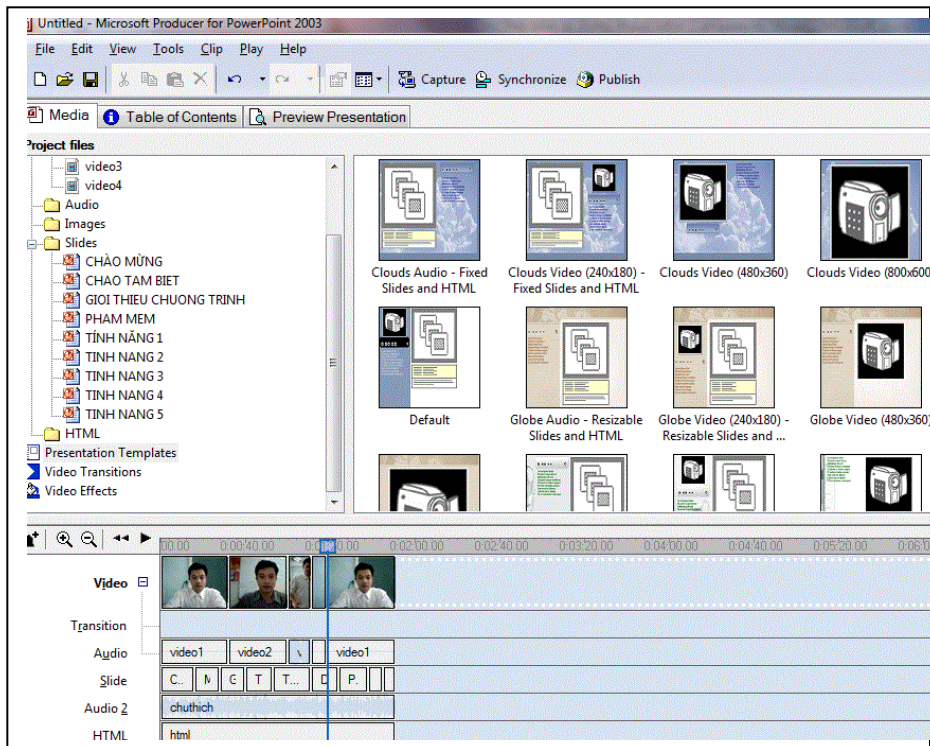 Untitled - Microsoft Producer for PowerPoint 2003
File Edit View Tools Clip Play Help
Capture Synchronize Publish
Media Table of Contents Preview Presentation
Project files
video3
video4
Audio
Images
Slides
CHÀO MỪNG
CHAO TAM BIET
GIOI THIEU CHUONG TRINH
PHAM MEM
TÍNH NĂNG 1
TINH NANG 2
TINH NANG 3
TINH NANG 4
TINH NANG 5
HTML
Presentation Templates
Video Transitions
Video Effects
Clouds Audio - Fixed
Slides and HTML
Clouds Video (240x180) -
Fixed Slides and HTML
Clouds Video (480x360)
Clouds Video (800x600
Default
Globe Audio - Resizable
Slides and HTML
Globe Video (240x180) -
Resizable Slides and ...
Globe Video (480x360)
00:00 0:00:40.00 0:02:00.00 0:02:40.00 0:03:20.00 0:04:00.00 0:04:40.00 0:05:20.00
Video
Transition
Audio video1 video2 video1
Slide C.. M G T T... D P.
Audio 2 chuthich
HTML html